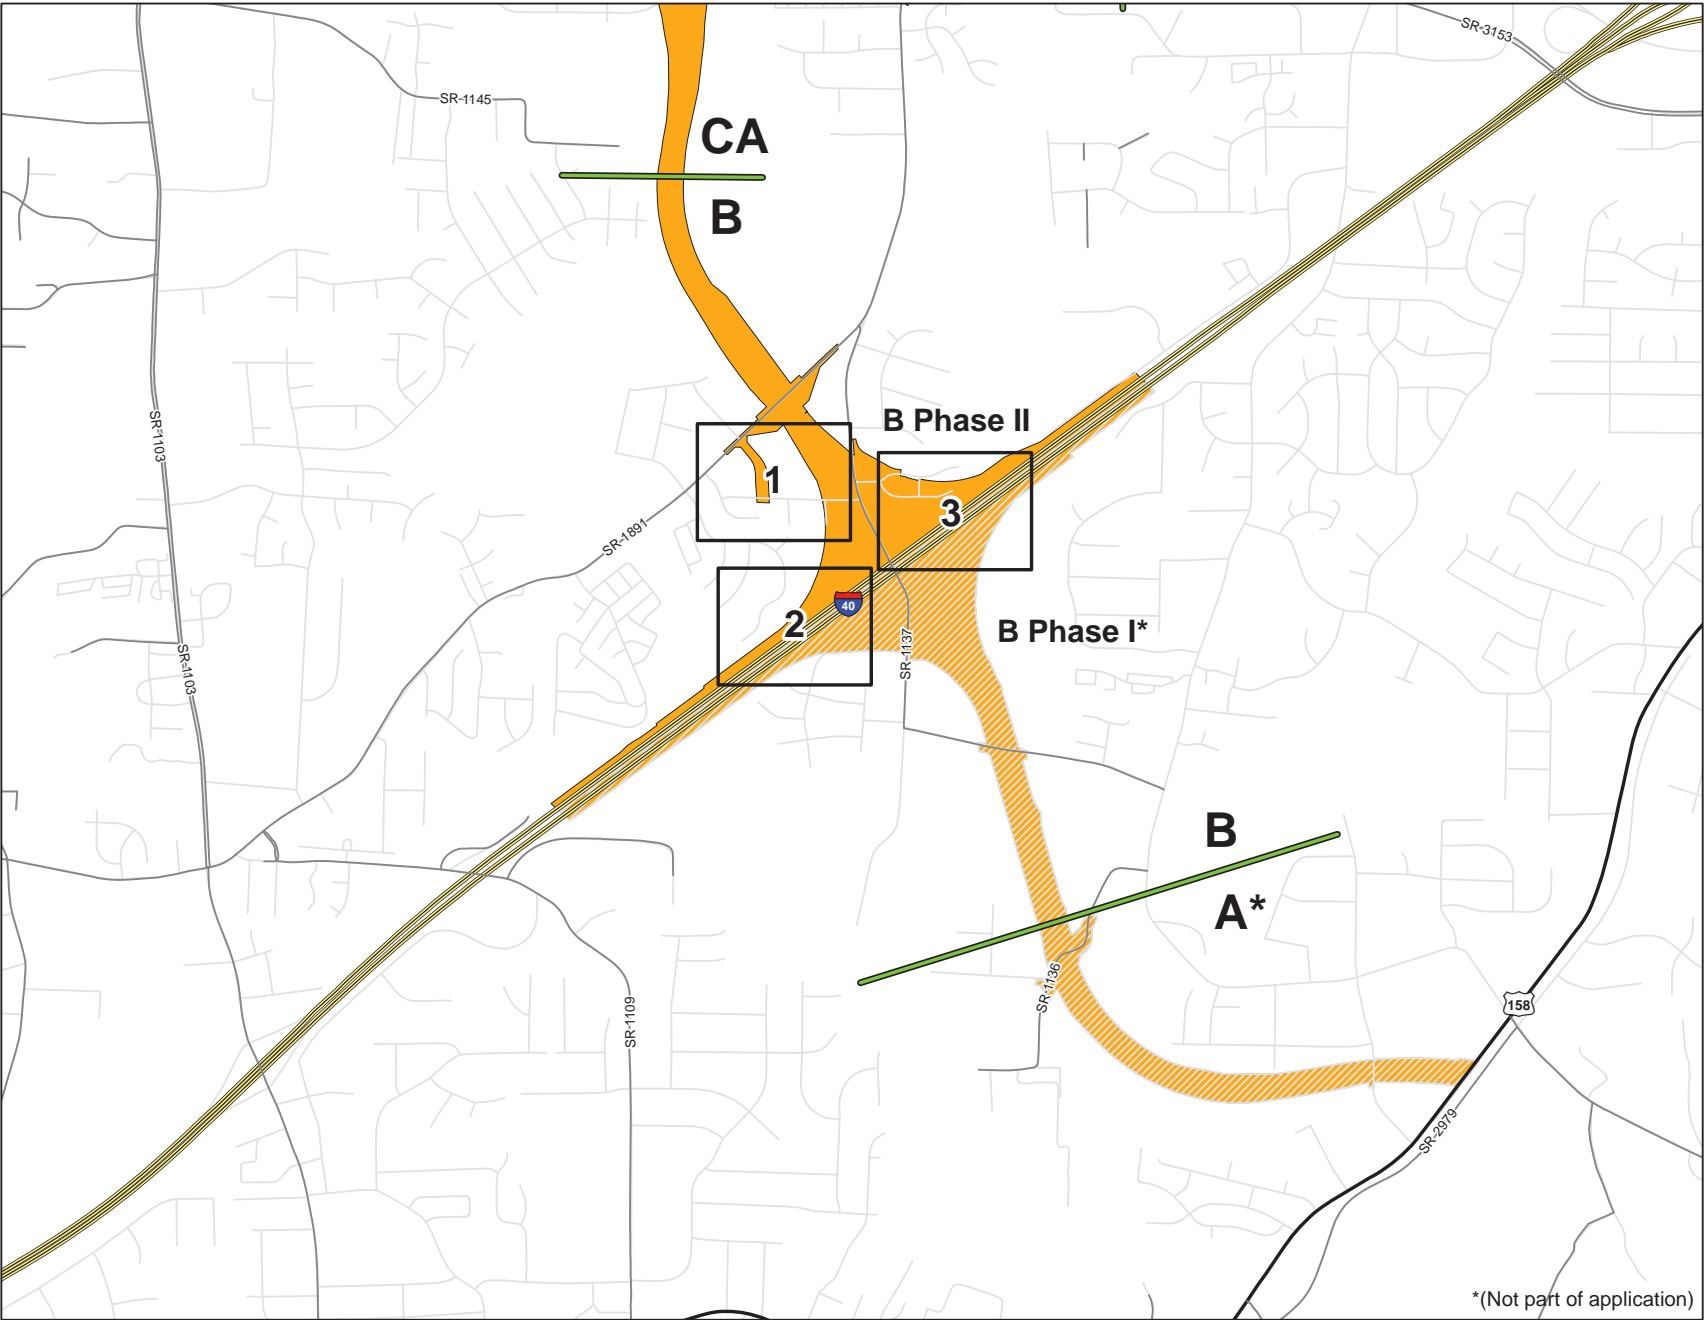 SR-3153
SR-1145
CA
B
B Phase II
SR-1103
1
3
SR-1891
40
2
B Phase I*
SR-1137
SR-1103
B
A*
SR-1136
158
SR-1109
SR-2979
*(Not part of application)